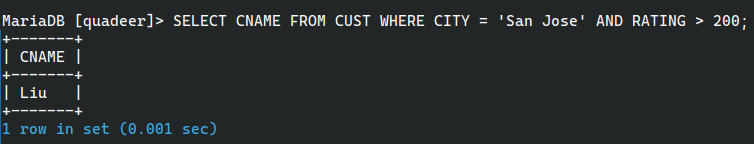 MariaDB [quadeer]> SELECT CNAME FROM CUST WHERE CITY = 'San Jose' AND RATING > 200;
+-------+
| CNAME |
+-------+
| Liu   |
+-------+
1 row in set (0.001 sec)